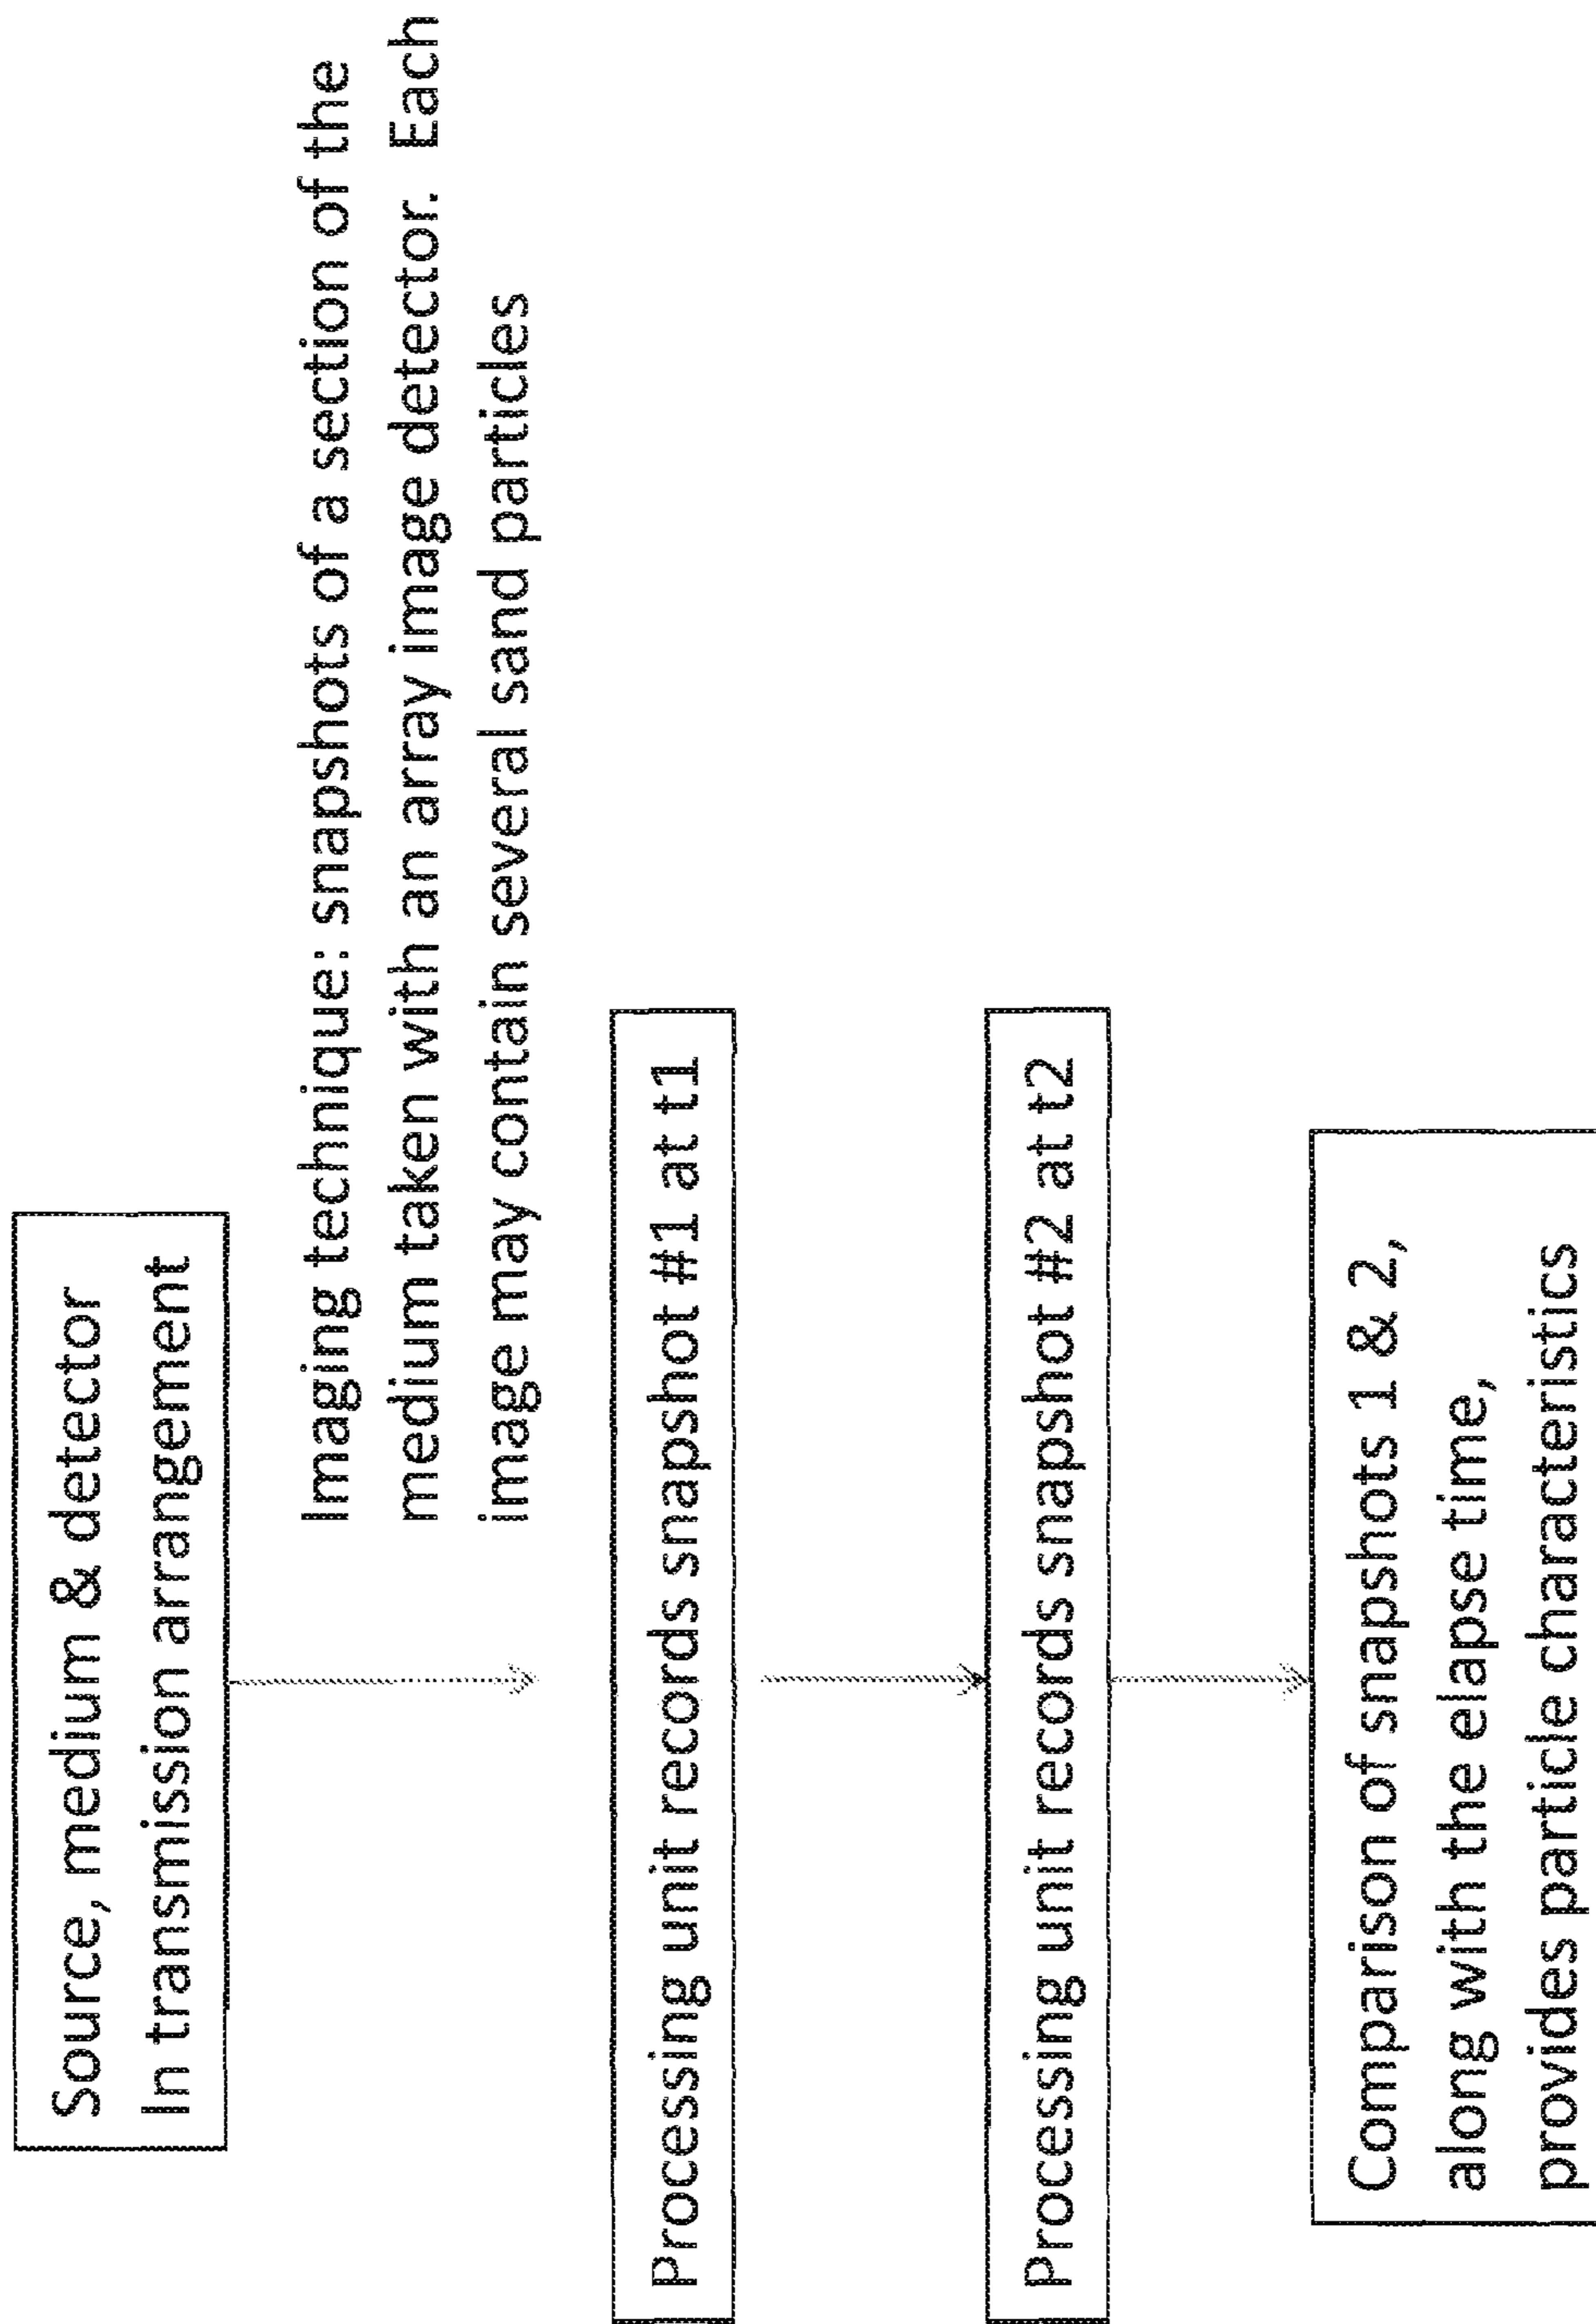 Source, medium & detector
In transmission arrangement
Imaging technique: snapshots of a section of the
medium taken with an array image detector.  Each
image may contain several sand particles
Processing unit records snapshot #1 at t1
Processing unit records snapshot #2 at t2
Comparison of snapshots 1 & 2,
along with the elapse time,
provides particle characteristics